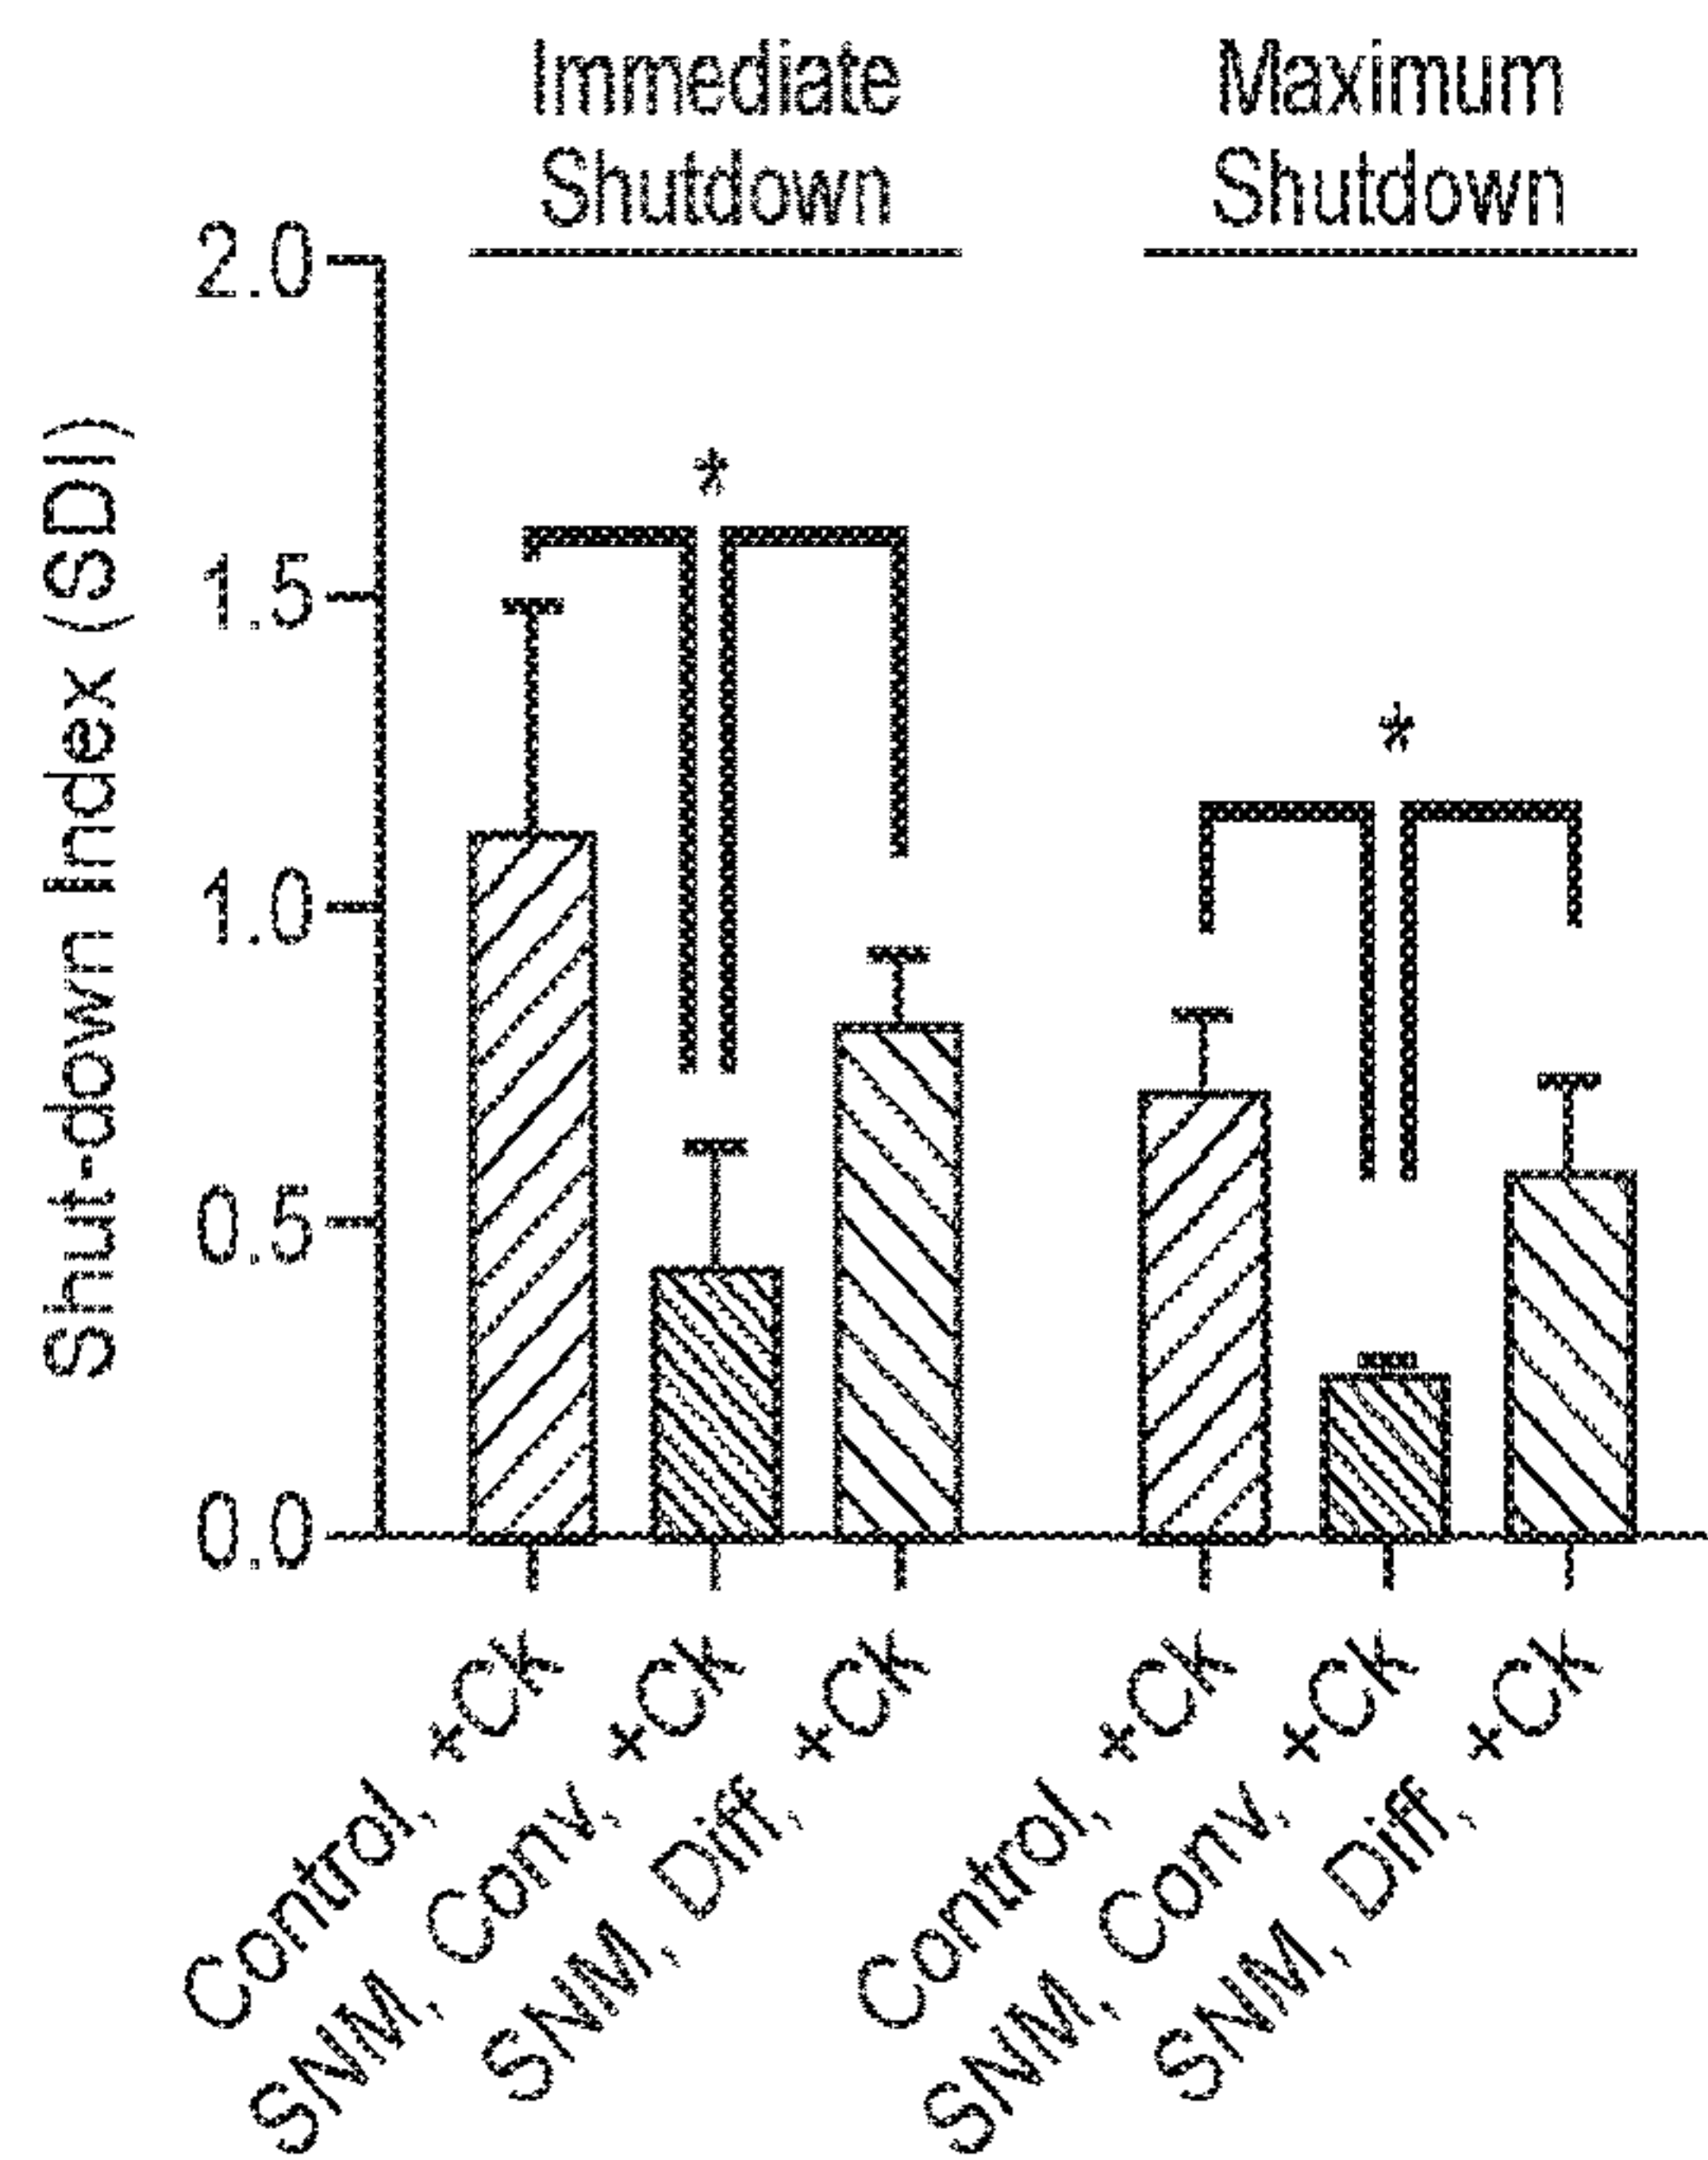 Immediate
Shutdown
Maximum
Shutdown
Shut-down Index (SDI)
2.0
1.5
1.0
0.5
0.0
*
*
Control, +Ck
SNM, Conv, +Ck
SNM, Diff, +Ck
Control, +Ck
SNM, Conv, +Ck
SNM, Diff, +Ck